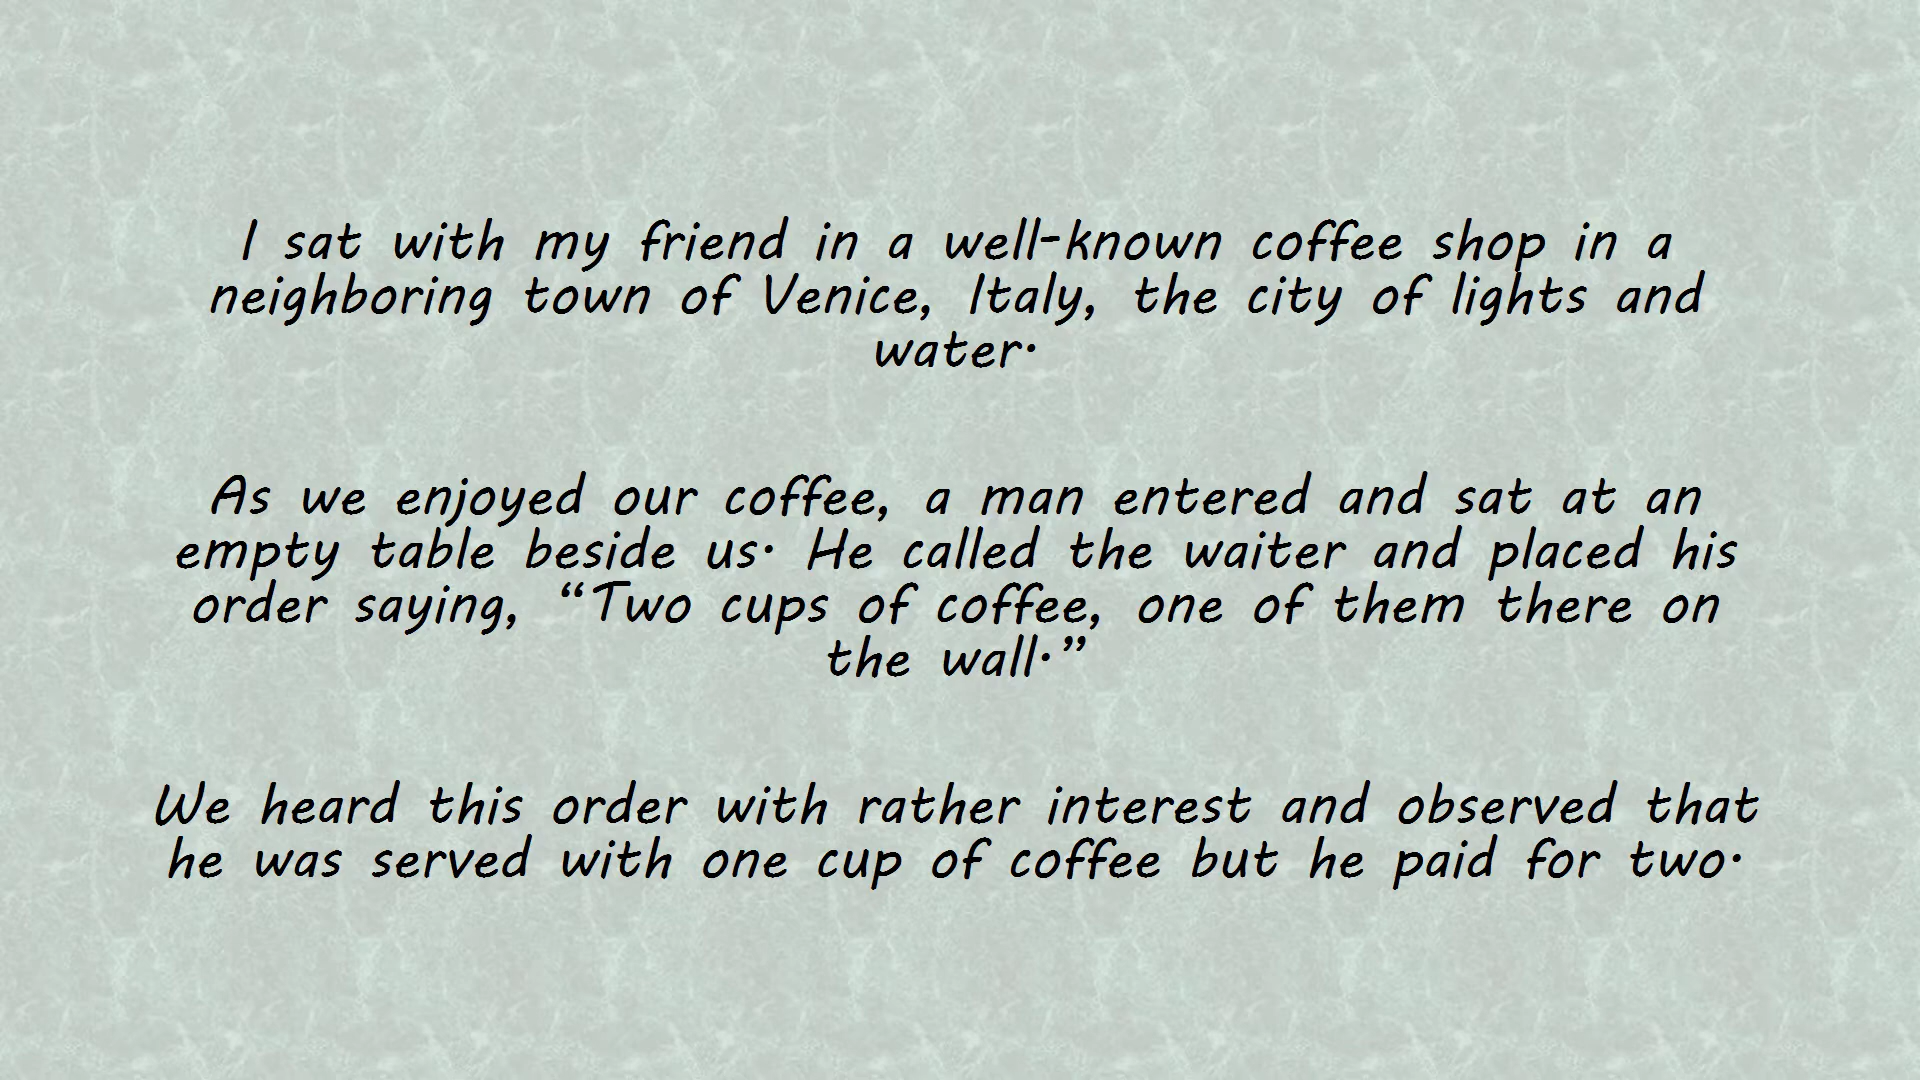 I sat with my friend in a well-known coffee shop in a
neighboring town of Venice, Italy, the city of lights and
water.
As we enjoyed our coffee, a man entered and sat at an
empty table beside us. He called the waiter and placed his
order saying, “Two cups of coffee, one of them there on
the wall.”
We heard this order with rather interest and observed that
he was served with one cup of coffee but he paid for two.